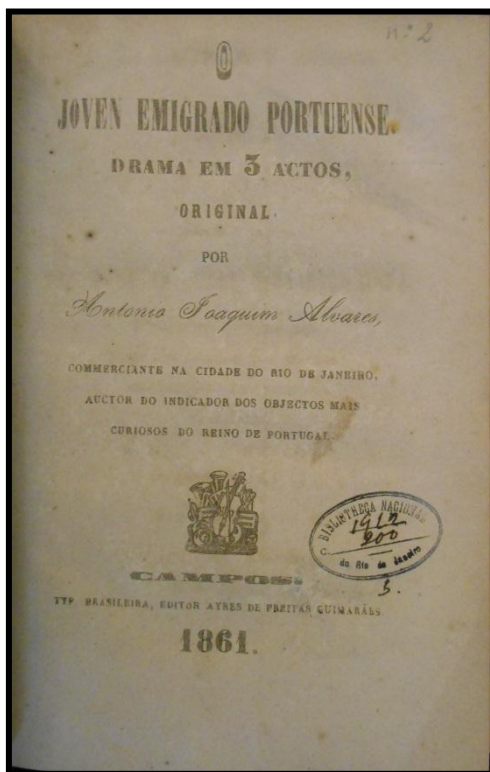 nº 2
O
JOVEN EMIGRADO PORTUENSE.
DRAMA EM 3 ACTOS,
ORIGINAL.
POR
Antonio Joaquim Alvares,
COMMERCIANTE NA CIDADE DO RIO DE JANEIRO,
AUCTOR DO INDICADOR DOS OBJECTOS MAIS
CURIOSOS DO REINO DE PORTUGAL.
BIBLIOTHECA NACIONAL
1912
200
do Rio de Janeiro
CAMPOS:
TYP. BRASILEIRA, EDITOR AYRES DE FREITAS GUIMARÃES
1861.